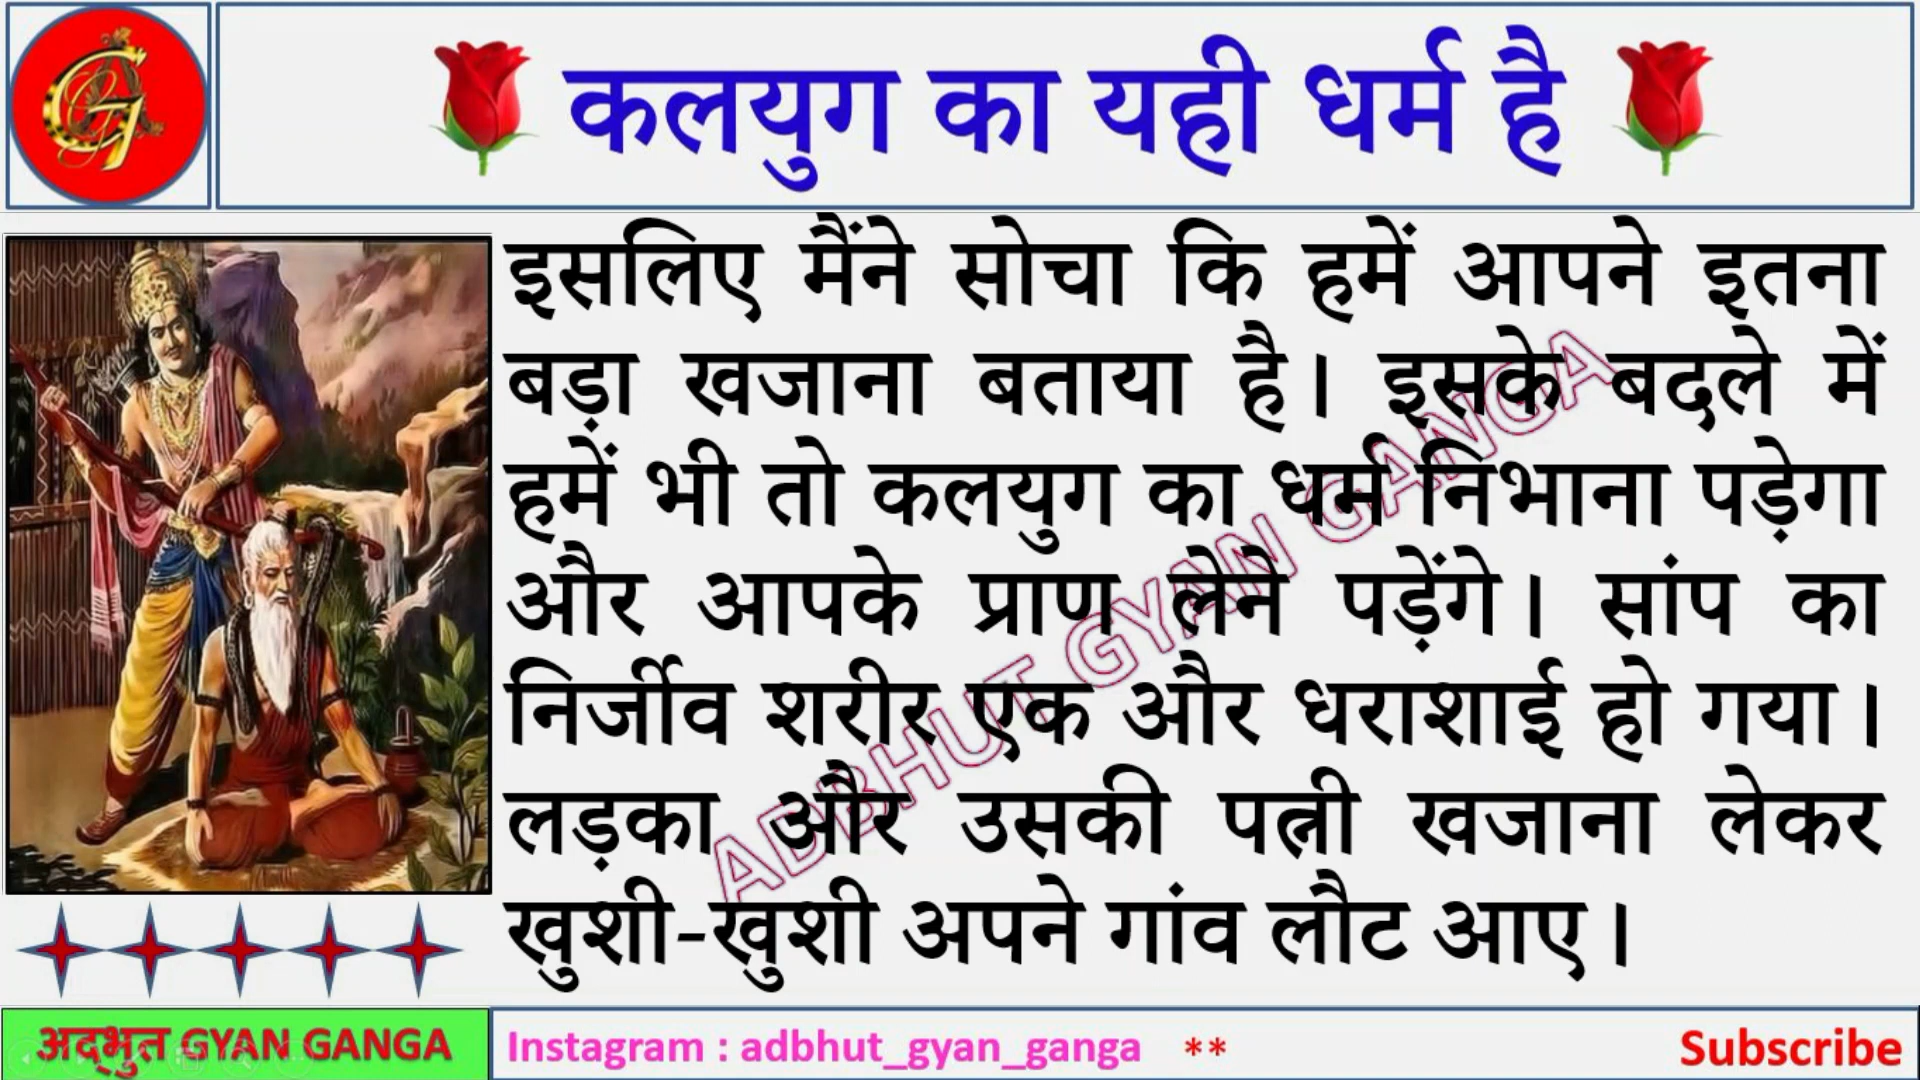 कलयुग का यही धर्म है
इसलिए मैंने सोचा कि हमें आपने इतना
बड़ा खजाना बताया है। इसके बदले में
हमें भी तो कलयुग का धर्म निभाना पड़ेगा
और आपके प्राण लेने पड़ेंगे। सांप का
निर्जीव शरीर एक और धराशाई हो गया।
लड़का और उसकी पत्नी खजाना लेकर
खुशी-खुशी अपने गांव लौट आए।
ADBHUT GYAN GANGA
अद्भुत GYAN GANGA
Instagram : adbhut_gyan_ganga **
Subscribe